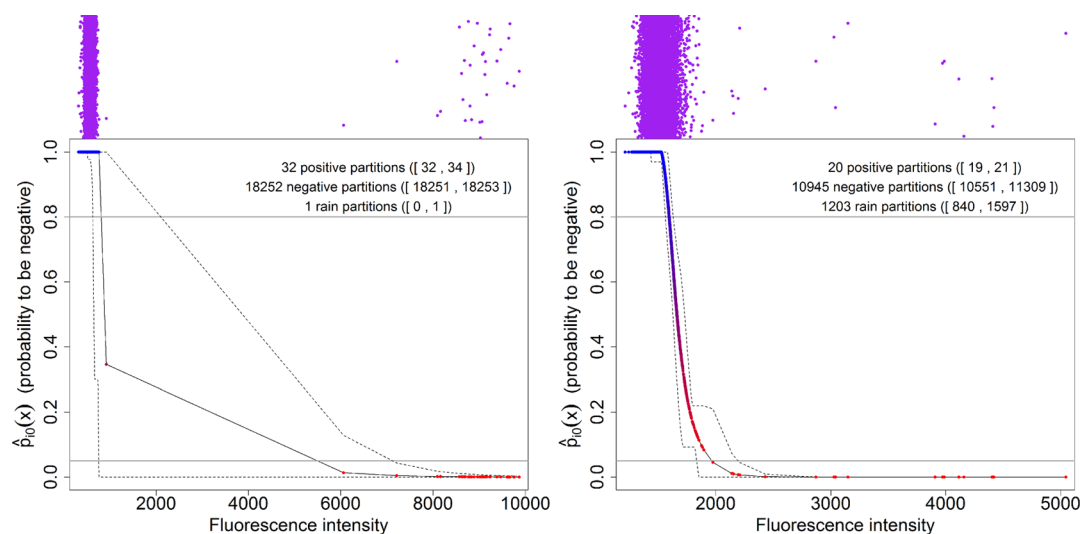 32 positive partitions ([ 32 , 34 ])
18252 negative partitions ([ 18251 , 18253 ])
1 rain partitions ([ 0 , 1 ])
1.0
0.8
0.6
0.4
0.2
0.0
p̂i0(x) (probability to be negative)
2000 4000 6000 8000 10000
Fluorescence intensity
20 positive partitions ([ 19 , 21 ])
10945 negative partitions ([ 10551 , 11309 ])
1203 rain partitions ([ 840 , 1597 ])
1.0
0.8
0.6
0.4
0.2
0.0
p̂i0(x) (probability to be negative)
2000 3000 4000 5000
Fluorescence intensity